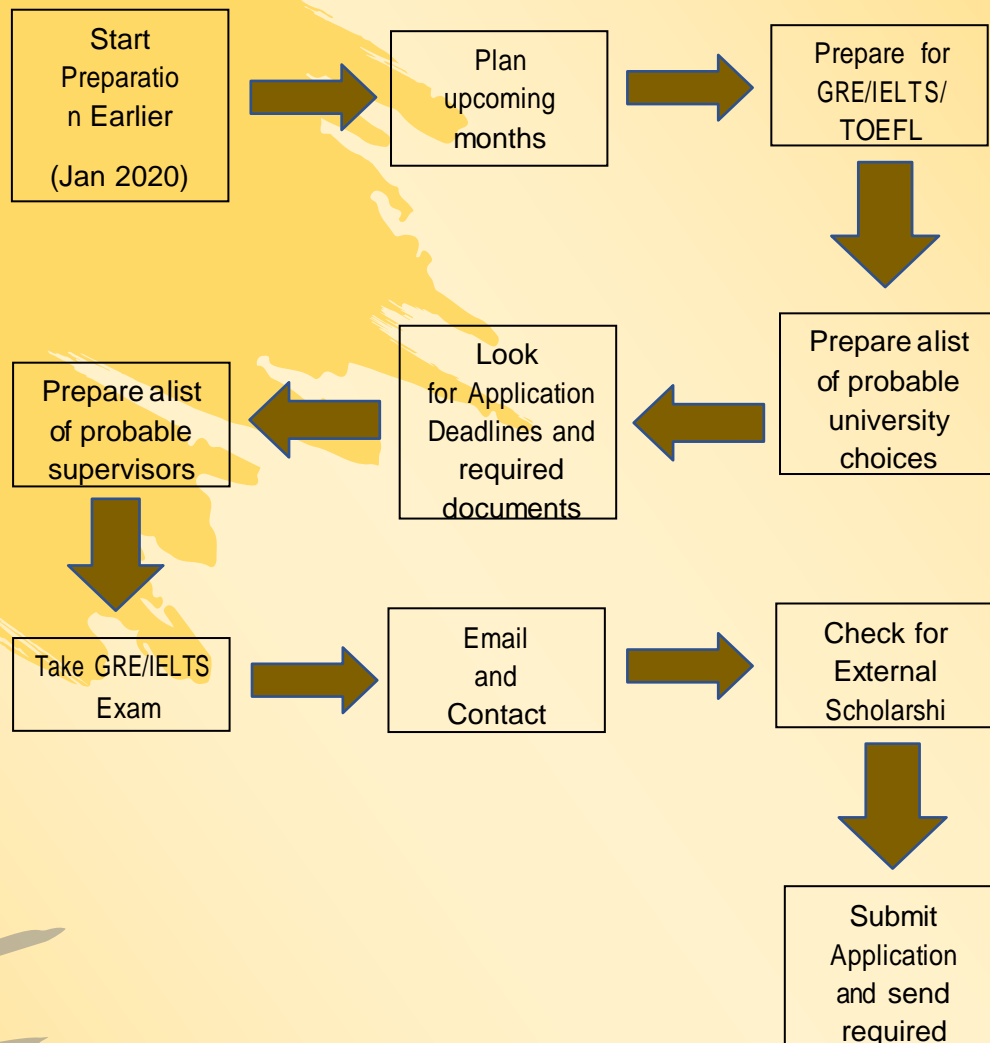 Start
Preparatio
n Earlier
(Jan 2020)
Plan
upcoming
months
Prepare for
GRE/IELTS/
TOEFL
Prepare alist
of probable
university
choices
Look
for Application
Deadlines and
required
documents
Prepare alist
of probable
supervisors
Take GRE/IELTS
Exam
Email
and
Contact
Check for
External
Scholarshi
Submit
Application
and send
required